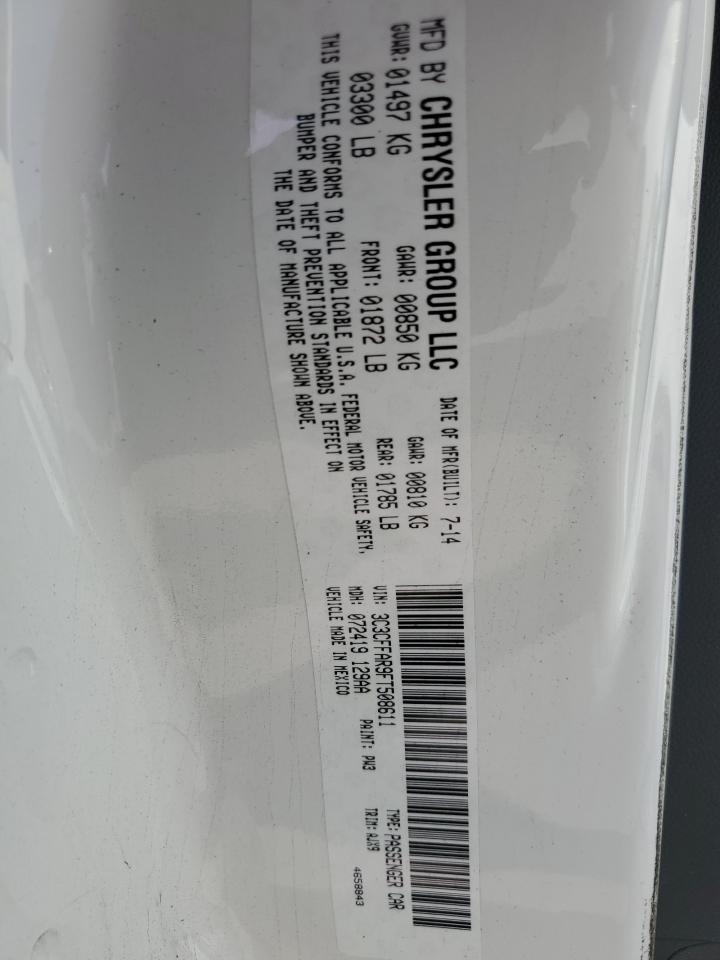 MFD BY CHRYSLER GROUP LLC DATE OF MFR(BUILT): 7-14
GVWR: 01497 KG GAWR: 00850 KG GAWR: 00810 KG
03300 LB FRONT: 01872 LB REAR: 01785 LB
THIS VEHICLE CONFORMS TO ALL APPLICABLE U.S.A. FEDERAL MOTOR VEHICLE SAFETY,
BUMPER AND THEFT PREVENTION STANDARDS IN EFFECT ON
THE DATE OF MANUFACTURE SHOWN ABOVE.
VIN: 3C3CFFAR9FT508611 TYPE: PASSENGER CAR
MDH: 072419 129AA PAINT: PW3 TRIM: AJX9
VEHICLE MADE IN MEXICO 4658843